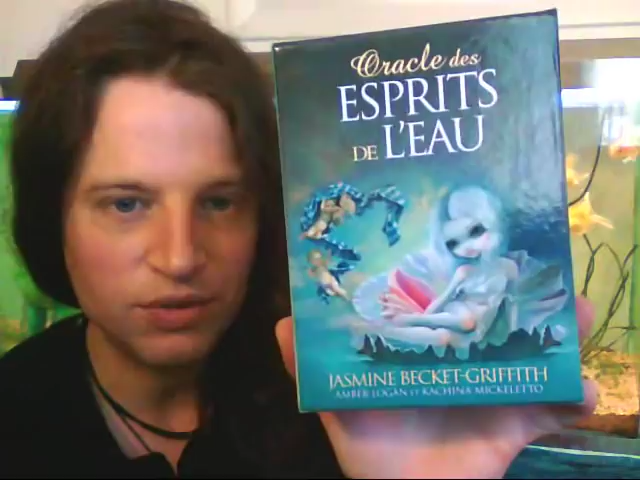 Oracle des
ESPRITS
DE L'EAU
JASMINE BECKET-GRIFFITH
AMBER LOGAN ET KACHINA MICKELETTO